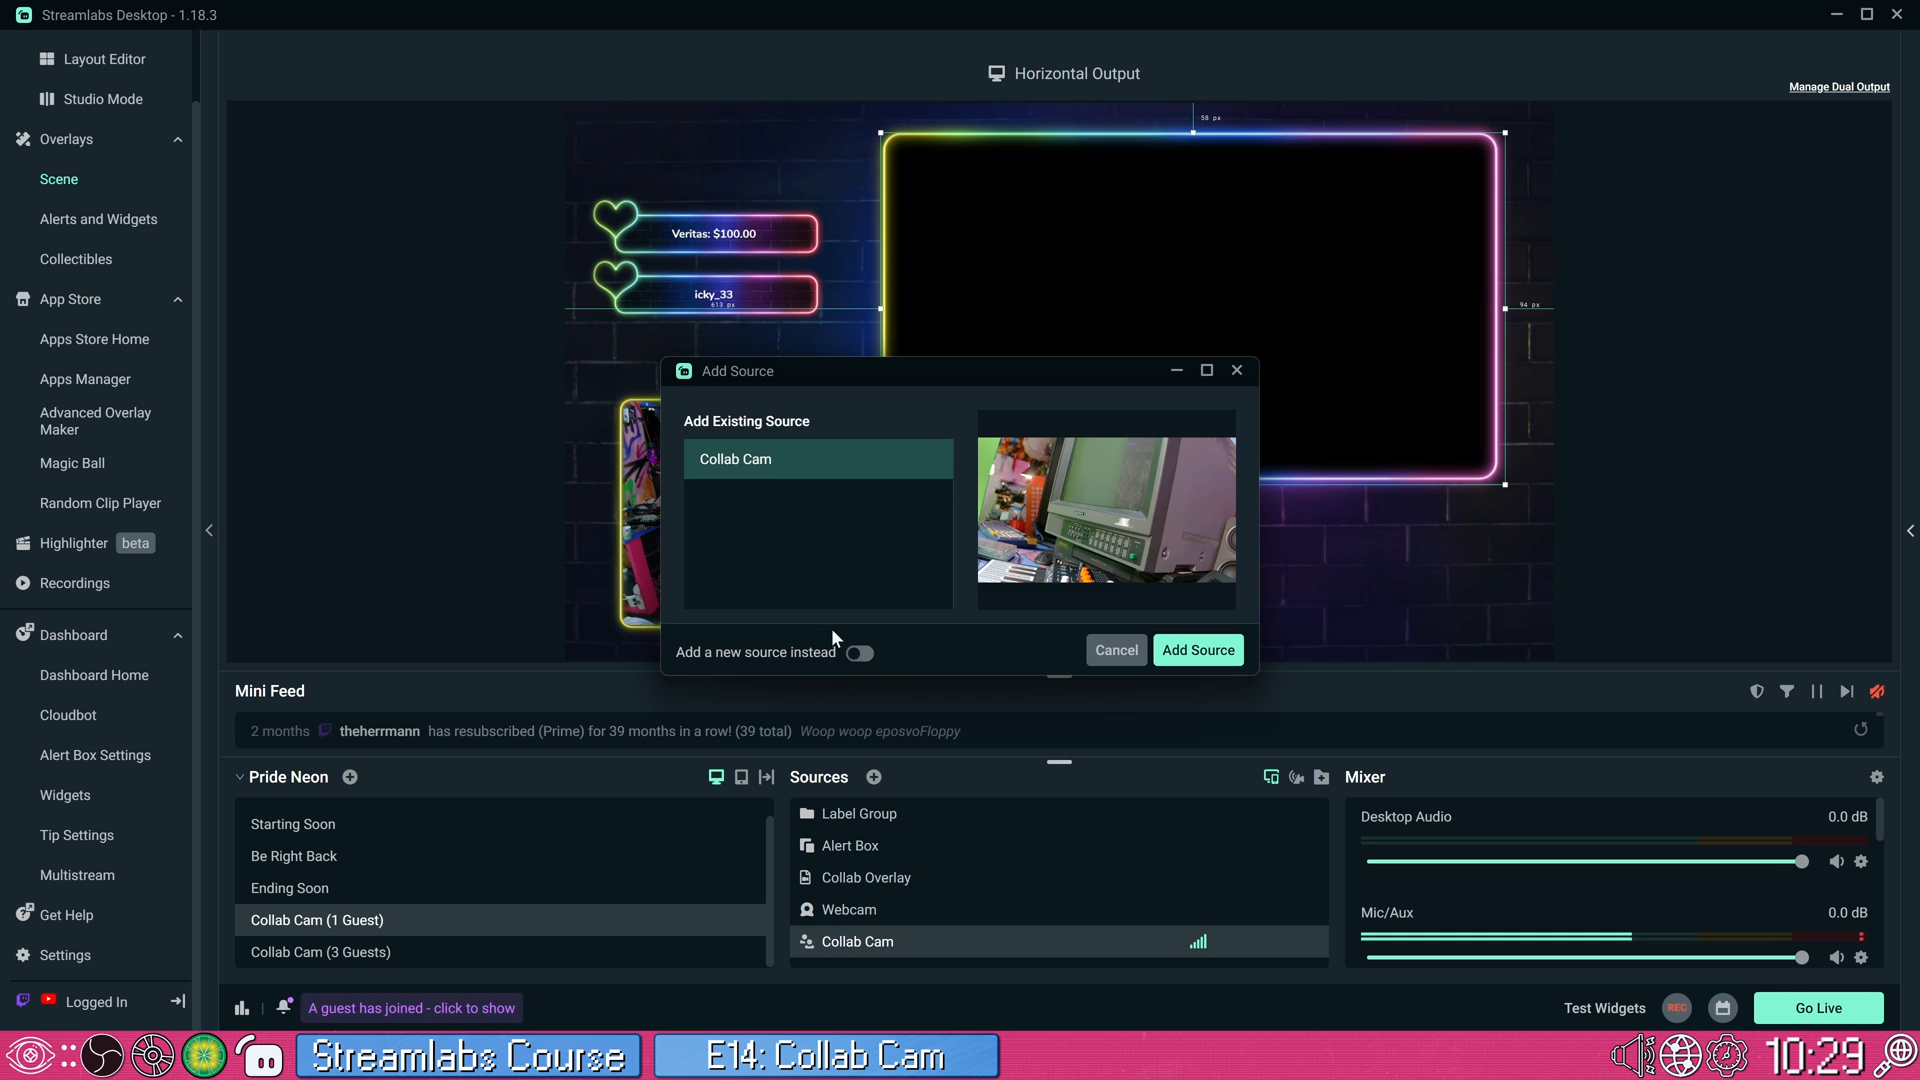 Streamlabs Desktop - 1.18.3
Layout Editor
Studio Mode
Overlays
Scene
Alerts and Widgets
Collectibles
App Store
Apps Store Home
Apps Manager
Advanced Overlay
Maker
Magic Ball
Random Clip Player
Highlighter beta
Recordings
Dashboard
Dashboard Home
Cloudbot
Alert Box Settings
Widgets
Tip Settings
Multistream
Get Help
Settings
Logged In
Horizontal Output
Manage Dual Output
58 px
Veritas: $100.00
icky_33
613 px
94 px
Add Source
Add Existing Source
Collab Cam
Add a new source instead
Cancel
Add Source
Mini Feed
2 months theherrmann has resubscribed (Prime) for 39 months in a row! (39 total) Woop woop eposvoFloppy
Pride Neon
Starting Soon
Be Right Back
Ending Soon
Collab Cam (1 Guest)
Collab Cam (3 Guests)
Sources
Label Group
Alert Box
Collab Overlay
Webcam
Collab Cam
Mixer
Desktop Audio 0.0 dB
Mic/Aux 0.0 dB
A guest has joined - click to show
Test Widgets
REC
Go Live
Streamlabs Course
E14: Collab Cam
10:29